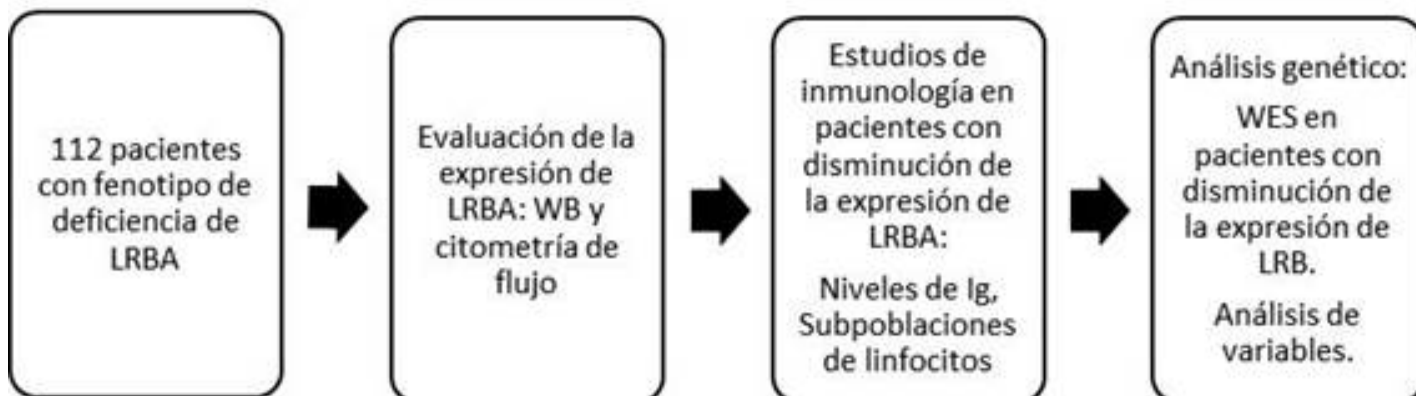 112 pacientes
con fenotipo de
deficiencia de
LRBA
Evaluación de la
expresión de
LRBA: WB y
citometría de
flujo
Estudios de
inmunología en
pacientes con
disminución de
la expresión de
LRBA:
Niveles de Ig,
Subpoblaciones
de linfocitos
Análisis genético:
WES en
pacientes con
disminución de
la expresión de
LRB.
Análisis de
variables.